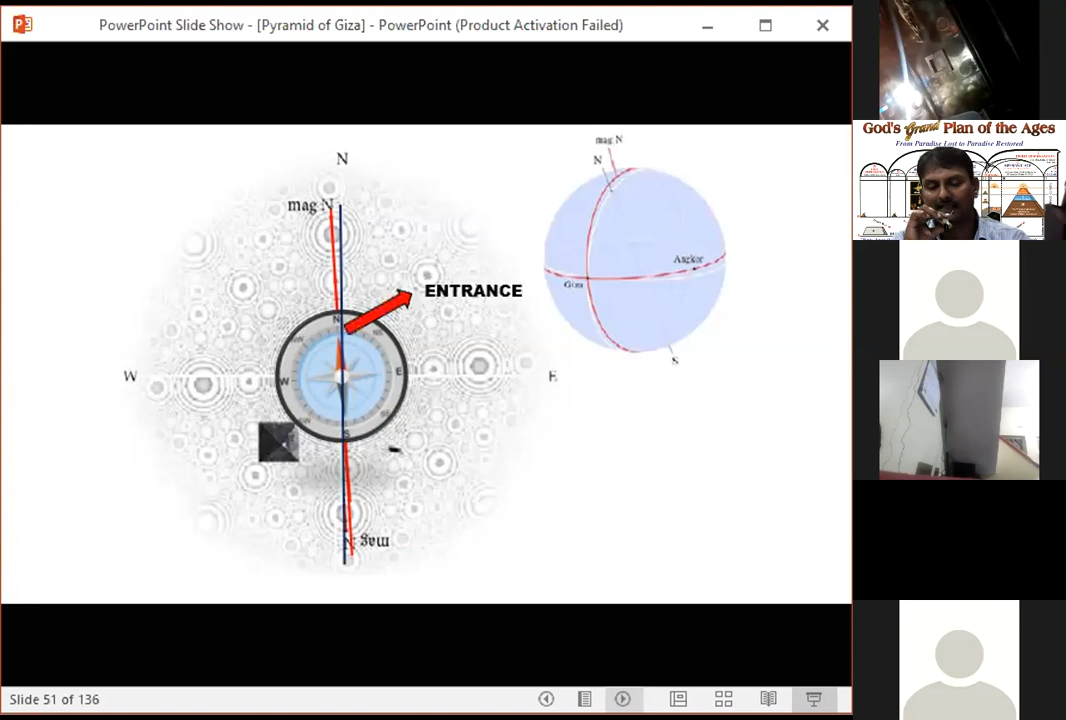 PowerPoint Slide Show - [Pyramid of Giza] - PowerPoint (Product Activation Failed)
N
mag N
ENTRANCE
W
E
N
W
E
S
mag
mag N
N
Angkor
Giza
S
God's Grand Plan of the Ages
From Paradise Lost to Paradise Restored
Slide 51 of 136